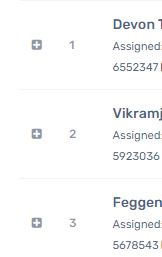 Devon T
1
Assigned:
6552347
Vikramj
2
Assigned:
5923036
Feggen
3
Assigned:
5678543